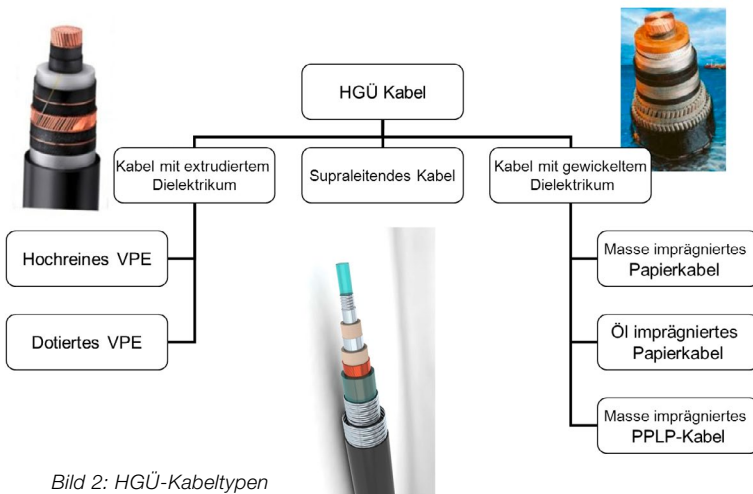 HGÜ Kabel
Kabel mit extrudiertem
Dielektrikum
Supraleitendes Kabel
Kabel mit gewickeltem
Dielektrikum
Hochreines VPE
Dotiertes VPE
Masse imprägniertes
Papierkabel
Öl imprägniertes
Papierkabel
Masse imprägniertes
PPLP-Kabel
Bild 2: HGÜ-Kabeltypen